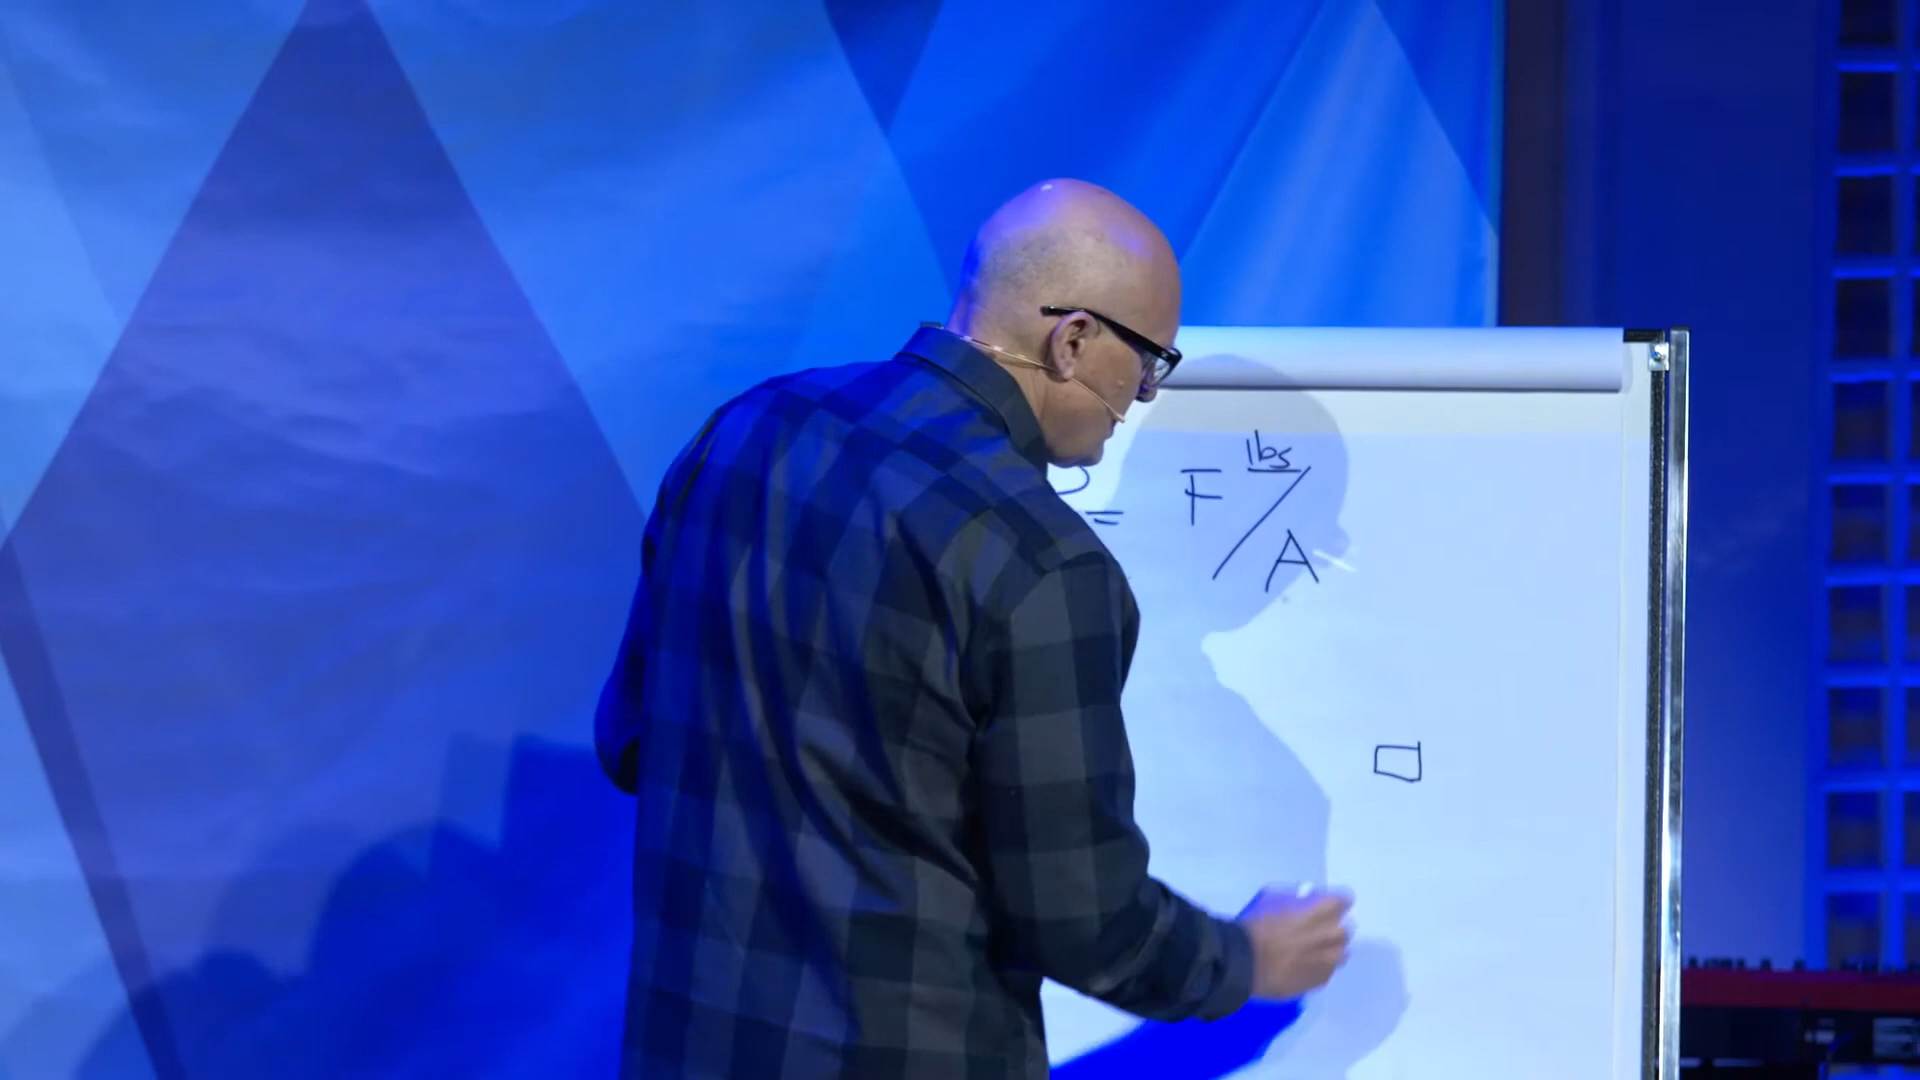 lbs
= F/A